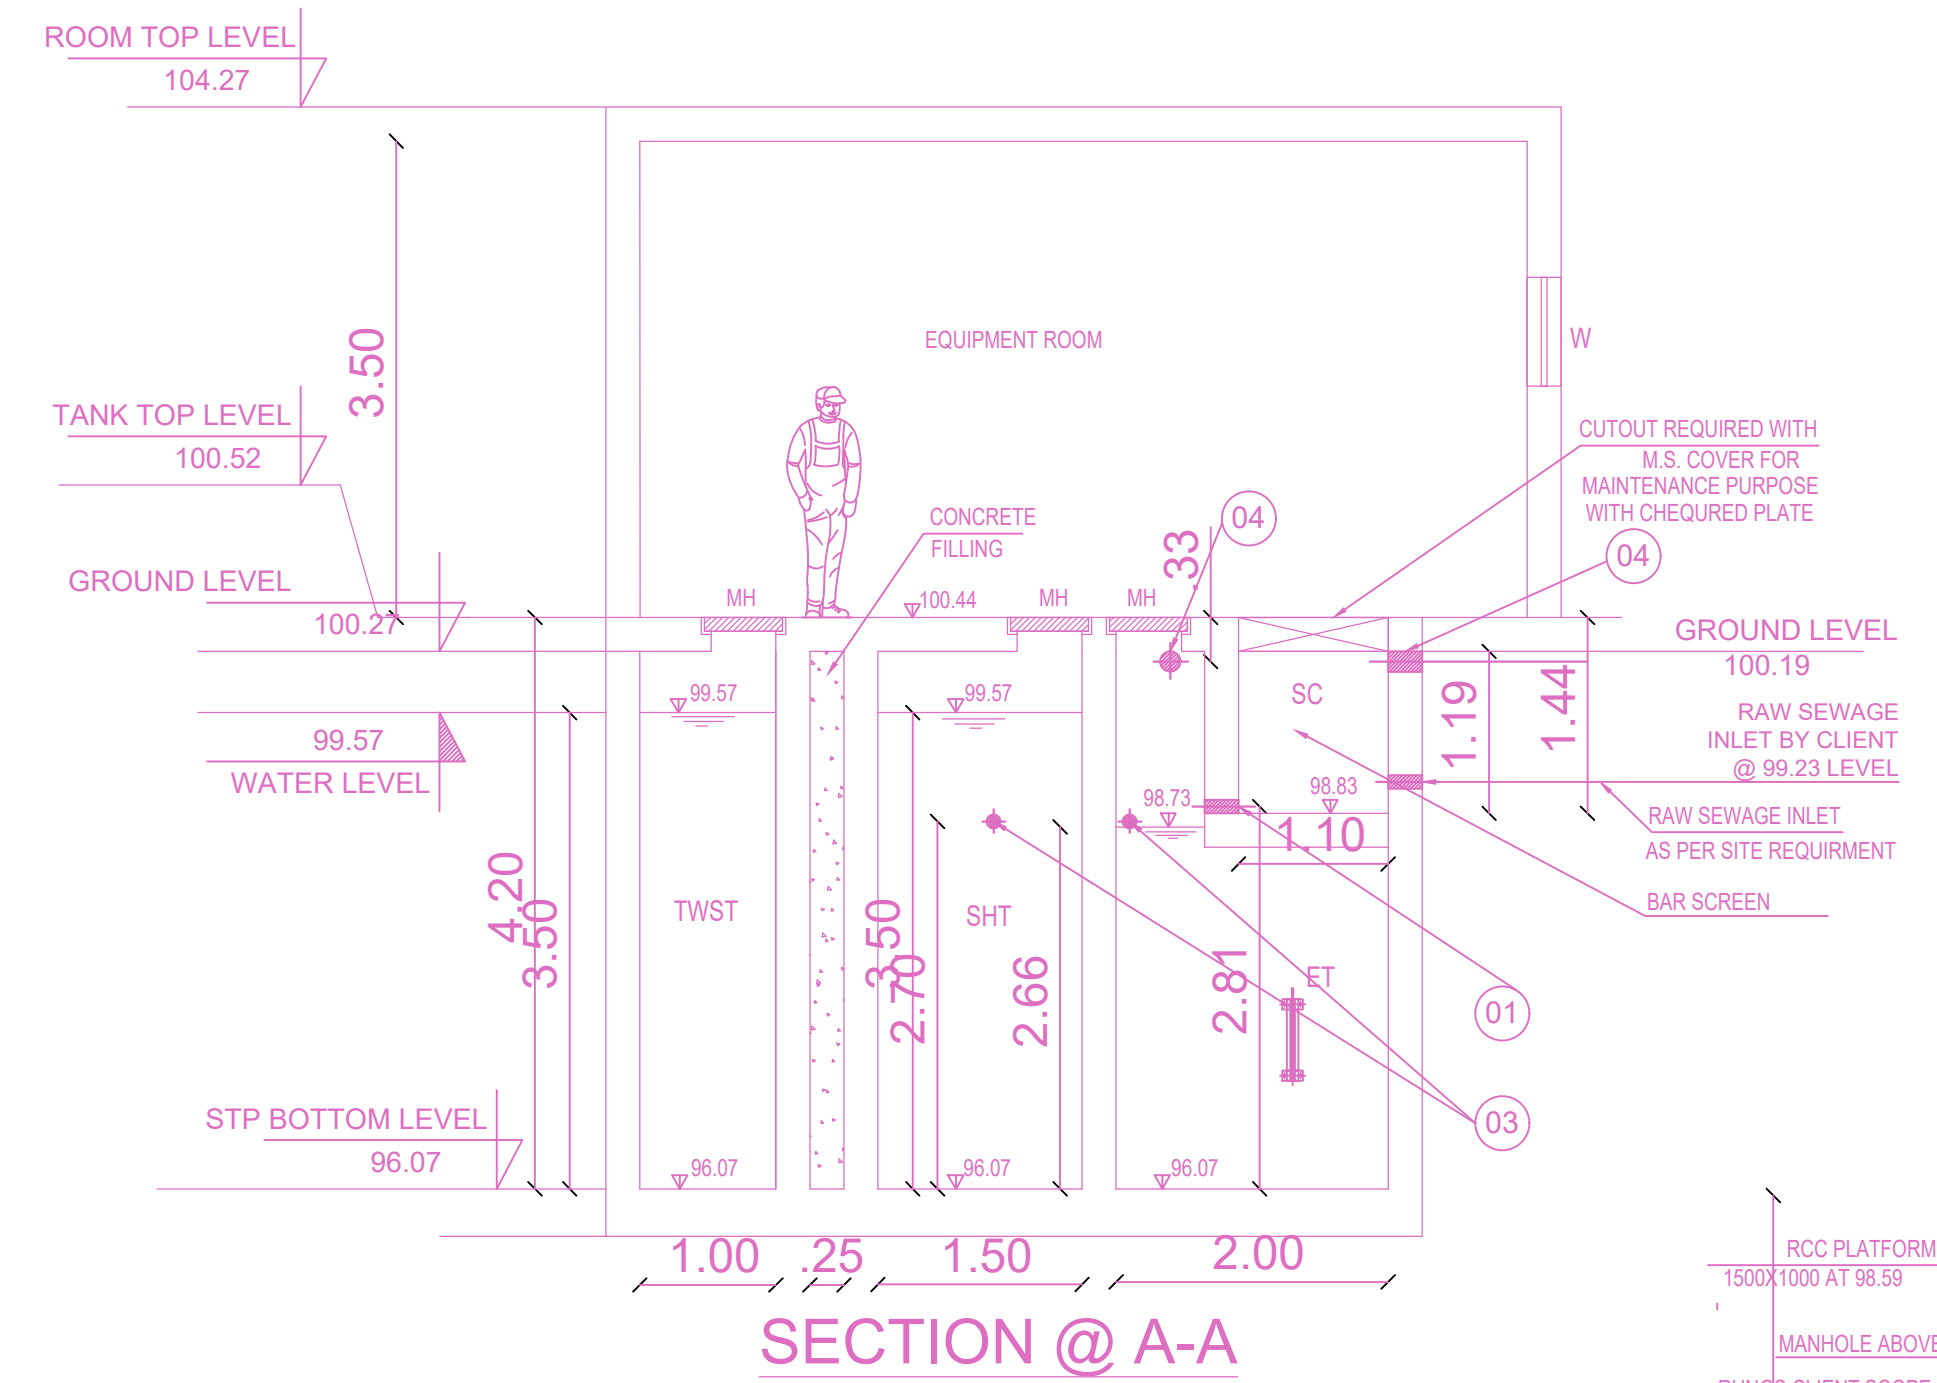 ROOM TOP LEVEL
104.27
3.50
TANK TOP LEVEL
100.52
GROUND LEVEL
100.27
99.57
WATER LEVEL
4.20
3.50
STP BOTTOM LEVEL
96.07
EQUIPMENT ROOM
W
CUTOUT REQUIRED WITH
M.S. COVER FOR
MAINTENANCE PURPOSE
WITH CHEQURED PLATE
CONCRETE
FILLING
04
04
.33
MH
100.44
MH
MH
GROUND LEVEL
100.19
99.57
99.57
SC
1.19
1.44
RAW SEWAGE
INLET BY CLIENT
@ 99.23 LEVEL
98.73
98.83
1.10
RAW SEWAGE INLET
AS PER SITE REQUIRMENT
BAR SCREEN
TWST
3.50
2.70
SHT
2.66
2.81
ET
01
03
96.07
96.07
96.07
1.00
.25
1.50
2.00
SECTION @ A-A
RCC PLATFORM
1500X1000 AT 98.59
MANHOLE ABOVE